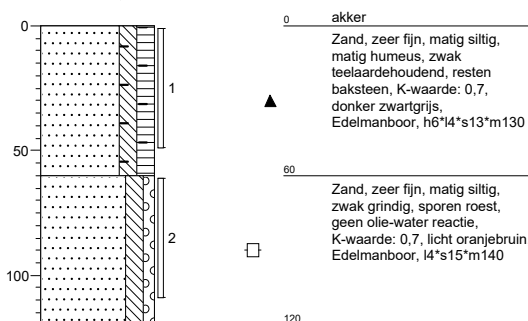 0
0
akker
Zand, zeer fijn, matig siltig,
matig humeus, zwak
teelaardehoudend, resten
baksteen, K-waarde: 0,7,
donker zwartgrijs,
Edelmanboor, h6*l4*s13*m130
1
50
60
Zand, zeer fijn, matig siltig,
zwak grindig, sporen roest,
geen olie-water reactie,
K-waarde: 0,7, licht oranjebruin
Edelmanboor, l4*s15*m140
2
100
120